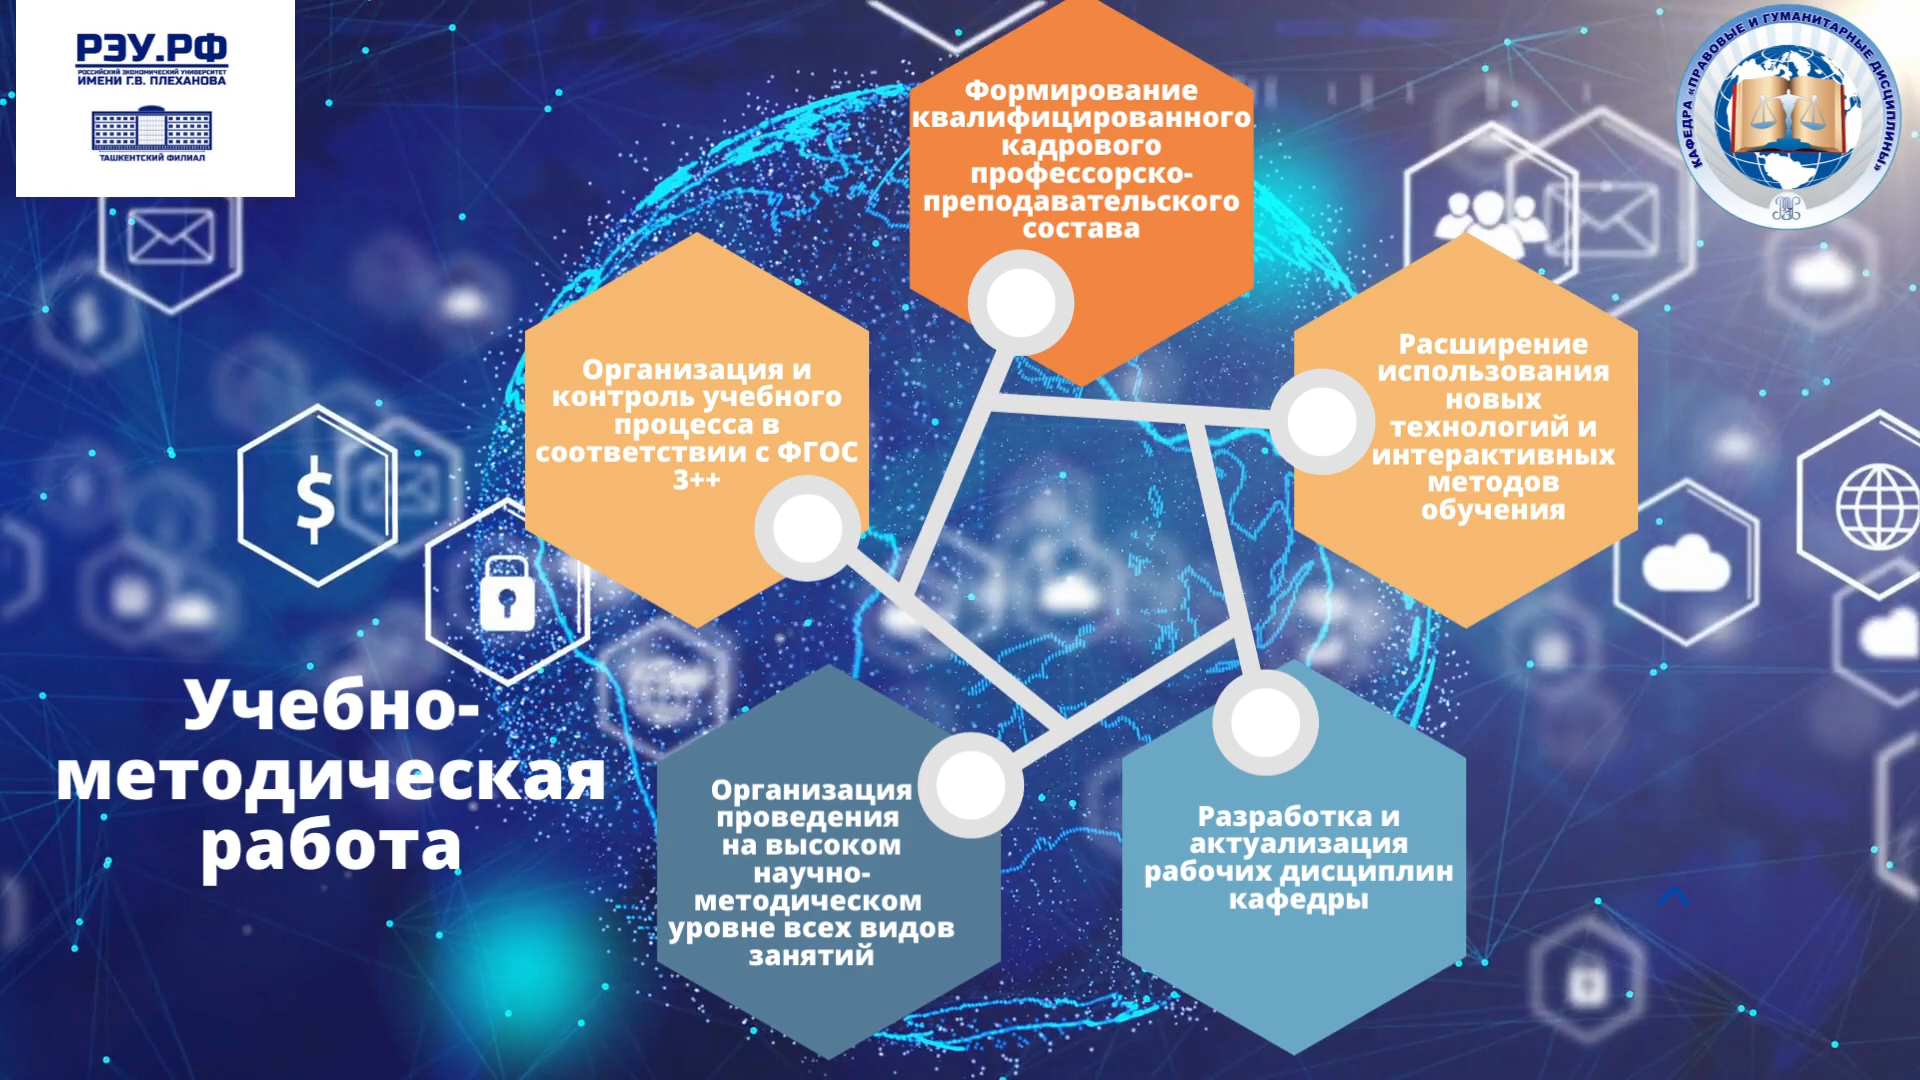 РЭУ.РФ
РОССИЙСКИЙ ЭКОНОМИЧЕСКИЙ УНИВЕРСИТЕТ
ИМЕНИ Г.В. ПЛЕХАНОВА
ТАШКЕНТСКИЙ ФИЛИАЛ
КАФЕДРА «ПРАВОВЫЕ И ГУМАНИТАРНЫЕ ДИСЦИПЛИНЫ»
Формирование
квалифицированного
кадрового
профессорско-
преподавательского
состава
Организация и
контроль учебного
процесса в
соответствии с ФГОС
3++
Расширение
использования
новых
технологий и
интерактивных
методов
обучения
Учебно-
методическая
работа
Организация
проведения
на высоком
научно-
методическом
уровне всех видов
занятий
Разработка и
актуализация
рабочих дисциплин
кафедры